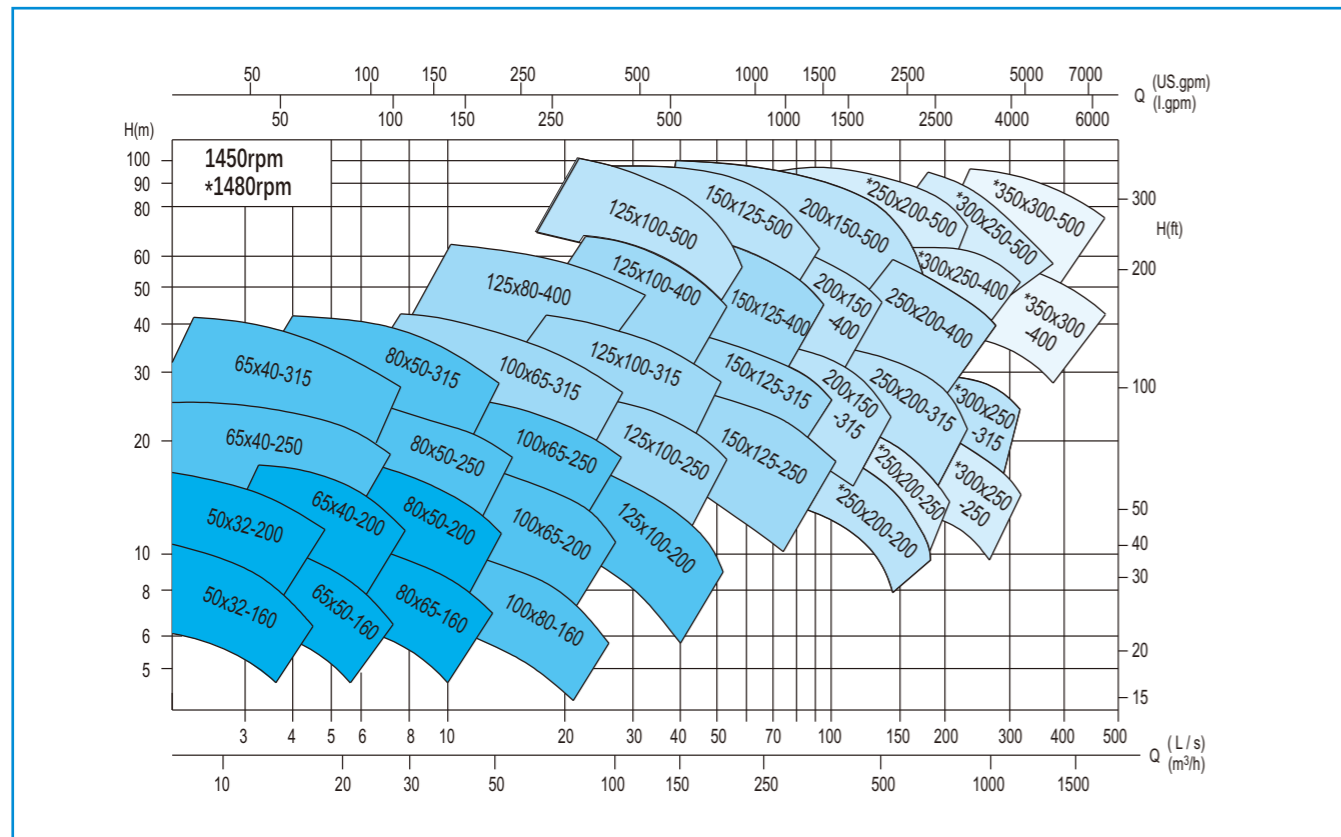 50 100 150 250 500 1000 1500 2500 5000 7000 (US.gpm)
Q (I.gpm)
50 100 150 250 500 1000 1500 2500 4000 6000
H(m)
1450rpm
*1480rpm
100
90
80
60
50
40
30
20
10
8
6
5
300
H(ft)
200
100
50
40
30
20
15
125x100-500
150x125-500
200x150-500
*250x200-500
*300x250-500
*350x300-500
125x80-400
125x100-400
150x125-400
200x150
-400
250x200-400
*300x250-400
*350x300
-400
65x40-315
80x50-315
100x65-315
125x100-315
150x125-315
200x150
-315
250x200-315
*300x250
-315
65x40-250
80x50-250
100x65-250
125x100-250
150x125-250
*250x200-250
*300x250
-250
50x32-200
65x40-200
80x50-200
100x65-200
125x100-200
*250x200-200
50x32-160
65x50-160
80x65-160
100x80-160
3 4 5 6 8 10 20 30 40 50 70 100 150 200 300 400 500
Q (L/s)
(m³/h)
10 20 30 50 100 150 250 500 1000 1500